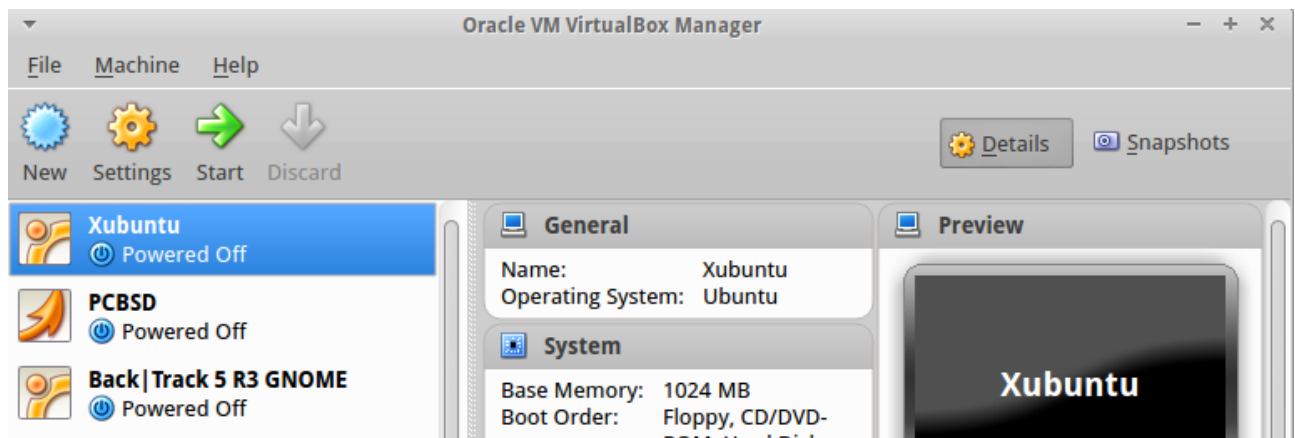 Oracle VM VirtualBox Manager
File Machine Help
New Settings Start Discard
Details Snapshots
Xubuntu
Powered Off
PCBSD
Powered Off
Back|Track 5 R3 GNOME
Powered Off
General
Name: Xubuntu
Operating System: Ubuntu
System
Base Memory: 1024 MB
Boot Order: Floppy, CD/DVD-
Preview
Xubuntu